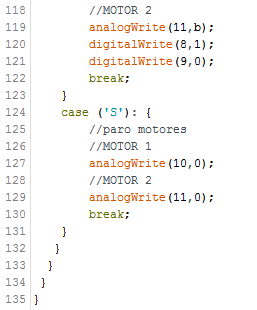 118 //MOTOR 2
119 analogWrite(11,b);
120 digitalWrite(8,1);
121 digitalWrite(9,0);
122 break;
123 }
124 case ('S'): {
125 //paro motores
126 //MOTOR 1
127 analogWrite(10,0);
128 //MOTOR 2
129 analogWrite(11,0);
130 break;
131 }
132 }
133 }
134 }
135 }